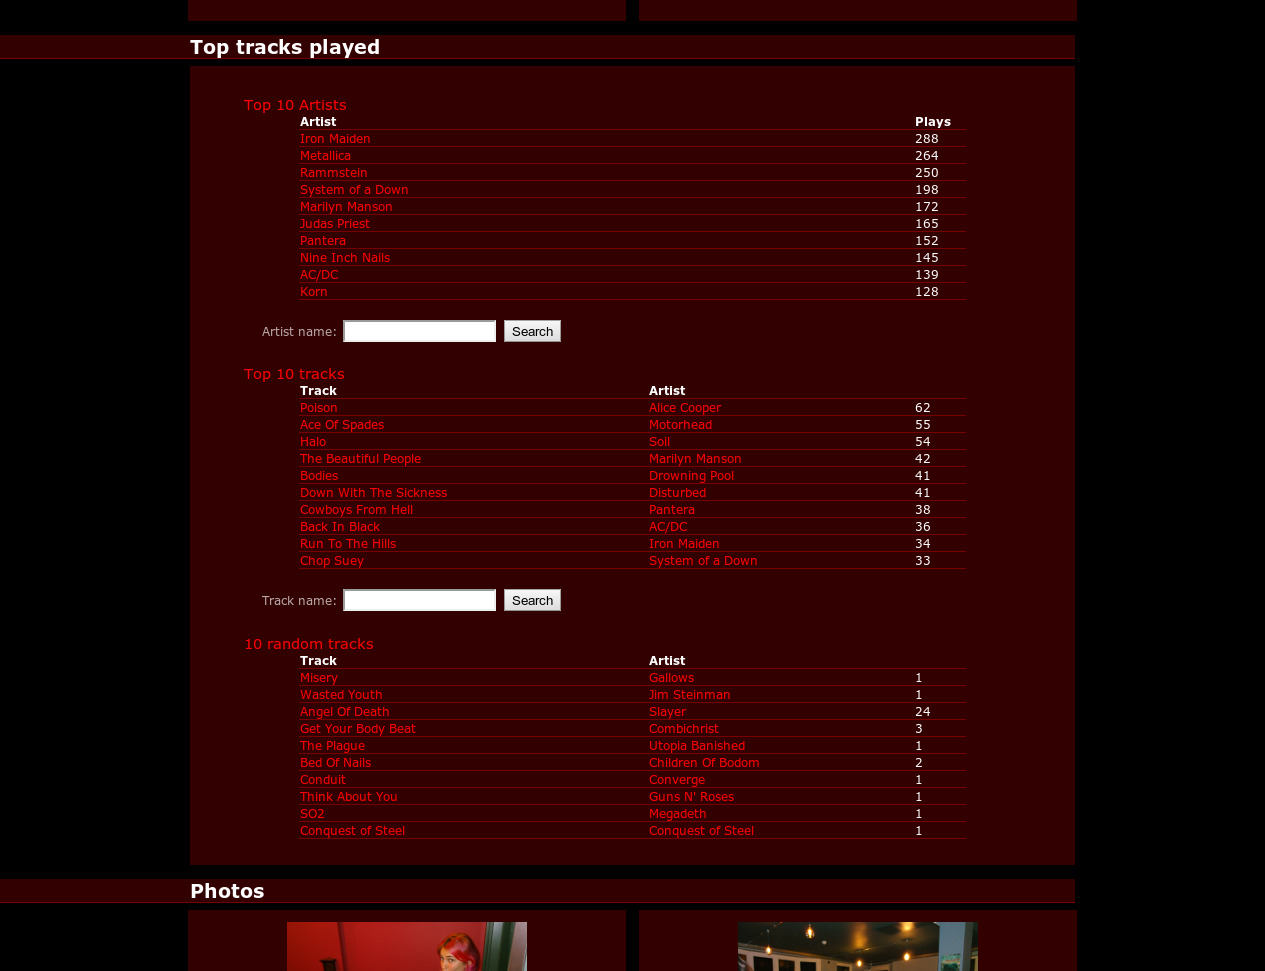 Top tracks played
Top 10 Artists
Artist Plays
Iron Maiden 288
Metallica 264
Rammstein 250
System of a Down 198
Marilyn Manson 172
Judas Priest 165
Pantera 152
Nine Inch Nails 145
AC/DC 139
Korn 128
Artist name: Search
Top 10 tracks
Track Artist
Poison Alice Cooper 62
Ace Of Spades Motorhead 55
Halo Soil 54
The Beautiful People Marilyn Manson 42
Bodies Drowning Pool 41
Down With The Sickness Disturbed 41
Cowboys From Hell Pantera 38
Back In Black AC/DC 36
Run To The Hills Iron Maiden 34
Chop Suey System of a Down 33
Track name: Search
10 random tracks
Track Artist
Misery Gallows 1
Wasted Youth Jim Steinman 1
Angel Of Death Slayer 24
Get Your Body Beat Combichrist 3
The Plague Utopia Banished 1
Bed Of Nails Children Of Bodom 2
Conduit Converge 1
Think About You Guns N' Roses 1
SO2 Megadeth 1
Conquest of Steel Conquest of Steel 1
Photos